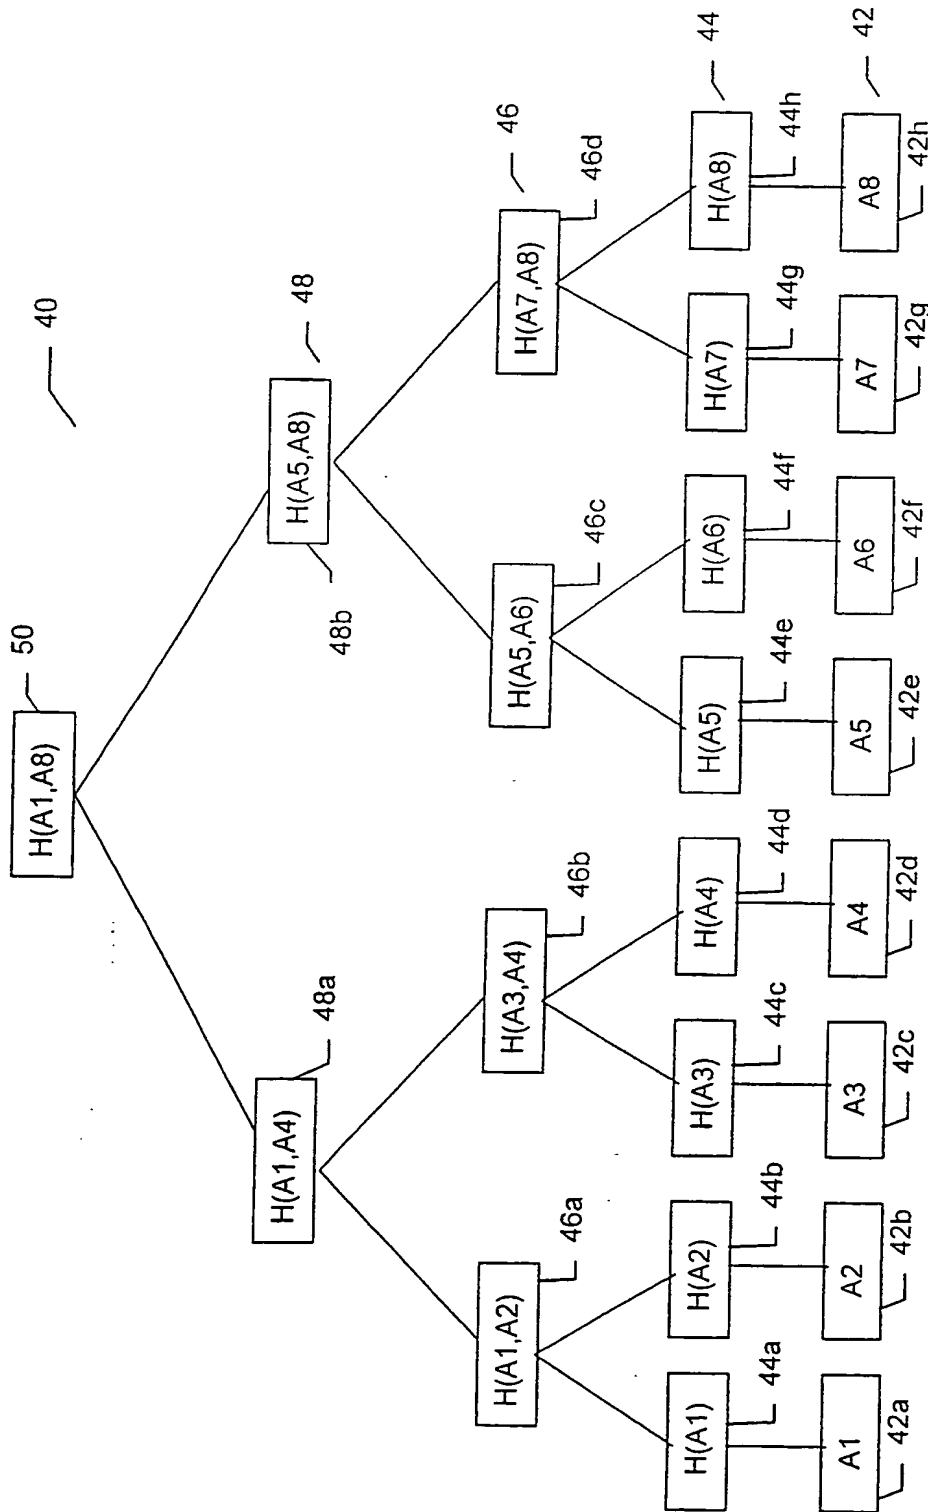 40
50
H(A1,A8)
48
48a
H(A1,A4)
H(A5,A8)
48b
46
46a
H(A1,A2)
46b
H(A3,A4)
46c
H(A5,A6)
46d
H(A7,A8)
44
44a
H(A1)
44b
H(A2)
44c
H(A3)
44d
H(A4)
44e
H(A5)
44f
H(A6)
44g
H(A7)
44h
H(A8)
42
A1
A2
A3
A4
A5
A6
A7
A8
42a
42b
42c
42d
42e
42f
42g
42h